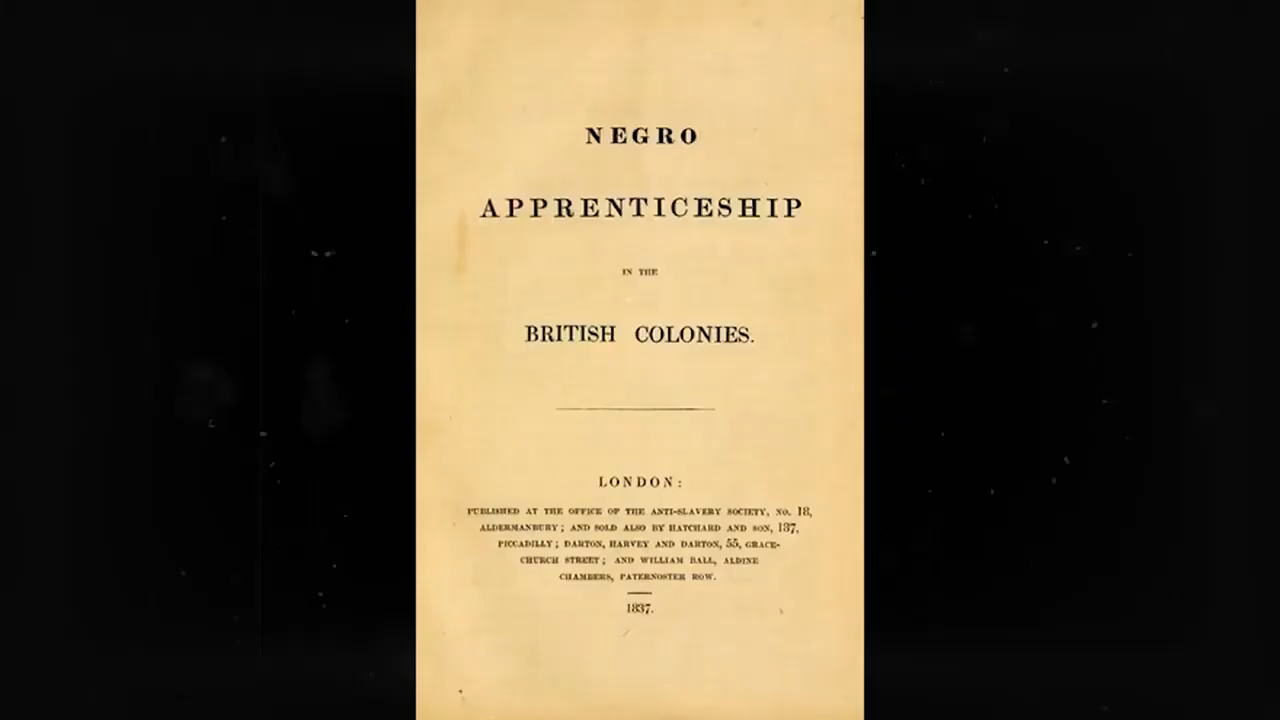 NEGRO
APPRENTICESHIP
IN THE
BRITISH COLONIES.
LONDON:
PUBLISHED AT THE OFFICE OF THE ANTI-SLAVERY SOCIETY, NO. 18,
ALDERMANBURY; AND SOLD ALSO BY HATCHARD AND SON, 187,
PICCADILLY; DARTON, HARVEY AND DARTON, 55, GRACE-
CHURCH STREET; AND WILLIAM BALL, ALDINE
CHAMBERS, PATERNOSTER ROW.
1837.